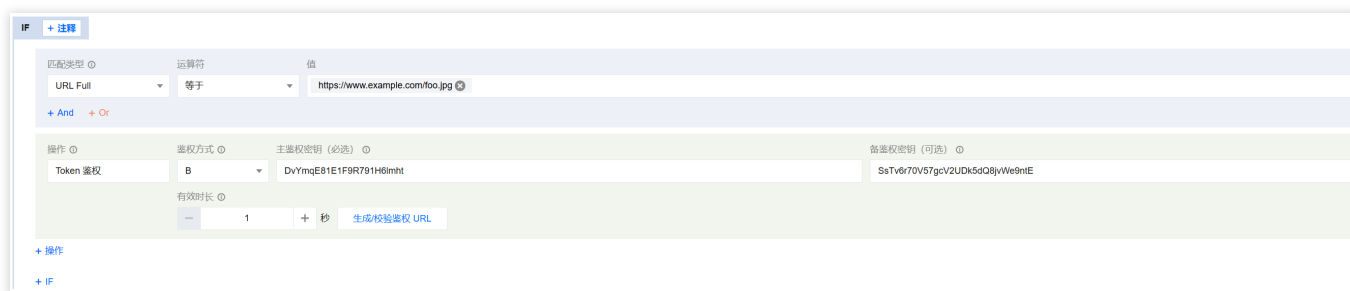 IF + 注释
匹配类型 运算符 值
URL Full 等于 https://www.example.com/foo.jpg
+ And + Or
操作 鉴权方式 主鉴权密钥（必选） 备鉴权密钥（可选）
Token 鉴权 B DvYmqE81E1F9R791H6lmht SsTv6r70V57gcV2UDk5dQ8jvWe9ntE
有效时长
− 1 + 秒 生成/校验鉴权 URL
+ 操作
+ IF